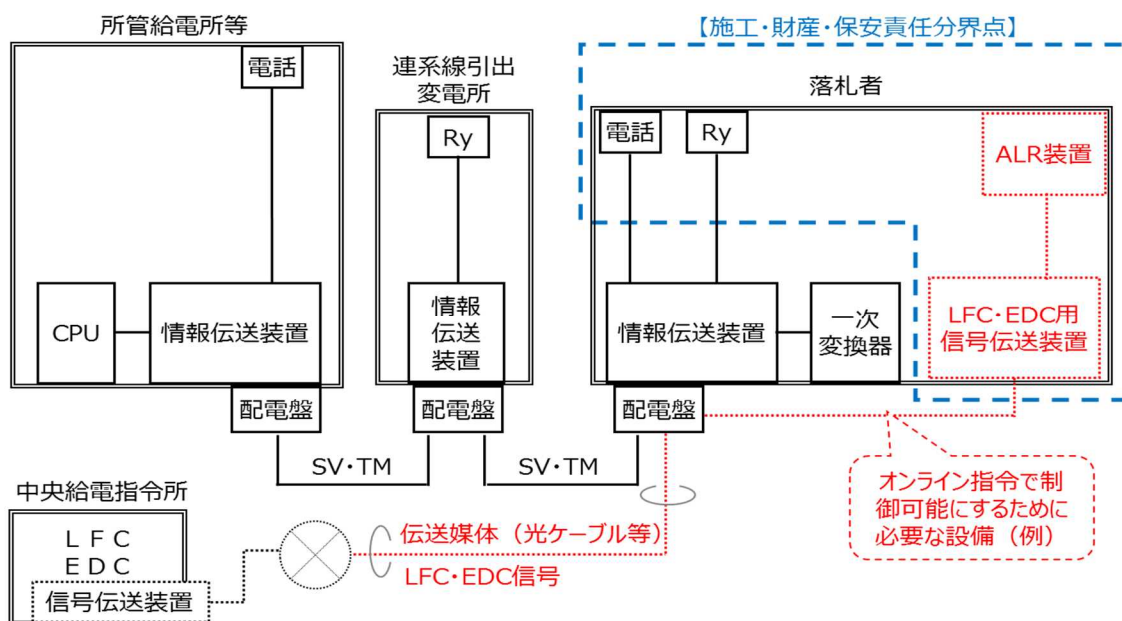 所管給電所等
電話
CPU
情報伝送装置
配電盤
連系線引出
変電所
Ry
情報
伝送
装置
配電盤
【施工・財産・保安責任分界点】
落札者
電話
Ry
ALR装置
情報伝送装置
一次
変換器
LFC・EDC用
信号伝送装置
配電盤
SV・TM
SV・TM
オンライン指令で制
御可能にするために
必要な設備（例）
中央給電指令所
ＬＦＣ
ＥＤＣ
信号伝送装置
伝送媒体（光ケーブル等）
LFC・EDC信号